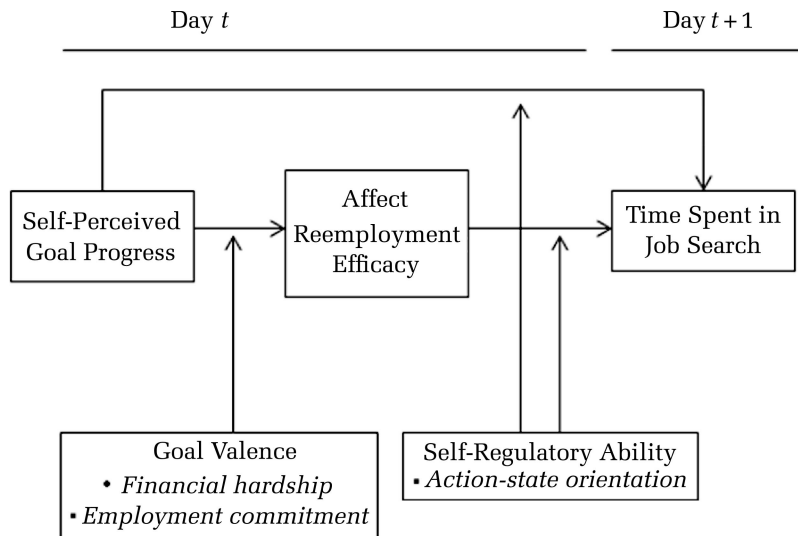 Day t
Day t + 1
Self-Perceived
Goal Progress
Affect
Reemployment
Efficacy
Time Spent in
Job Search
Goal Valence
• Financial hardship
▪ Employment commitment
Self-Regulatory Ability
▪ Action-state orientation